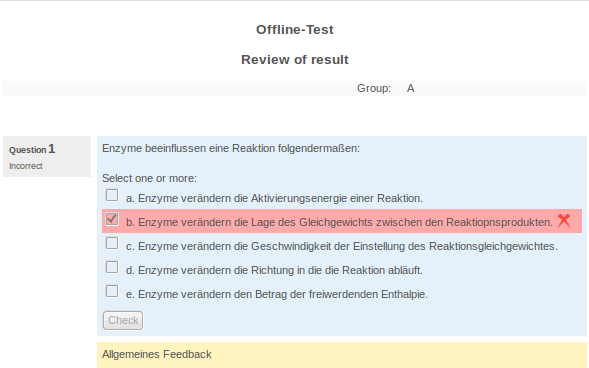 Offline-Test
Review of result
Group: A
Question 1
Incorrect
Enzyme beeinflussen eine Reaktion folgendermaßen:
Select one or more:
a. Enzyme verändern die Aktivierungsenergie einer Reaktion.
b. Enzyme verändern die Lage des Gleichgewichts zwischen den Reaktiopnsprodukten.
c. Enzyme verändern die Geschwindigkeit der Einstellung des Reaktionsgleichgewichtes.
d. Enzyme verändern die Richtung in die die Reaktion abläuft.
e. Enzyme verändern den Betrag der freiwerdenden Enthalpie.
Check
Allgemeines Feedback